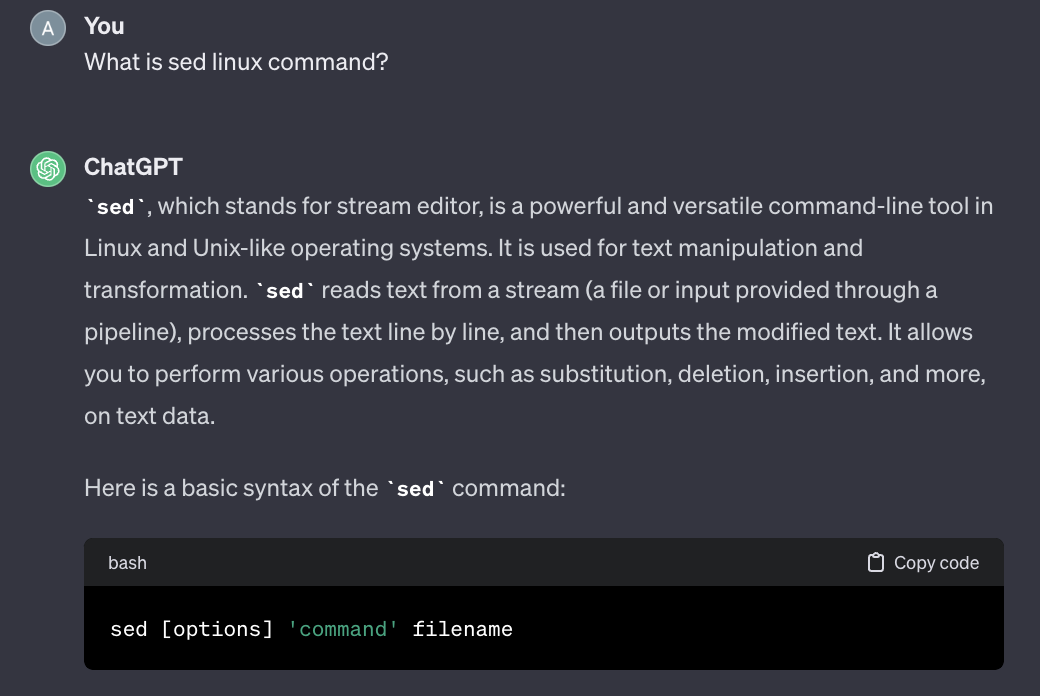 A
You
What is sed linux command?
ChatGPT
`sed`, which stands for stream editor, is a powerful and versatile command-line tool in
Linux and Unix-like operating systems. It is used for text manipulation and
transformation. `sed` reads text from a stream (a file or input provided through a
pipeline), processes the text line by line, and then outputs the modified text. It allows
you to perform various operations, such as substitution, deletion, insertion, and more,
on text data.
Here is a basic syntax of the `sed` command:
bash Copy code
sed [options] 'command' filename